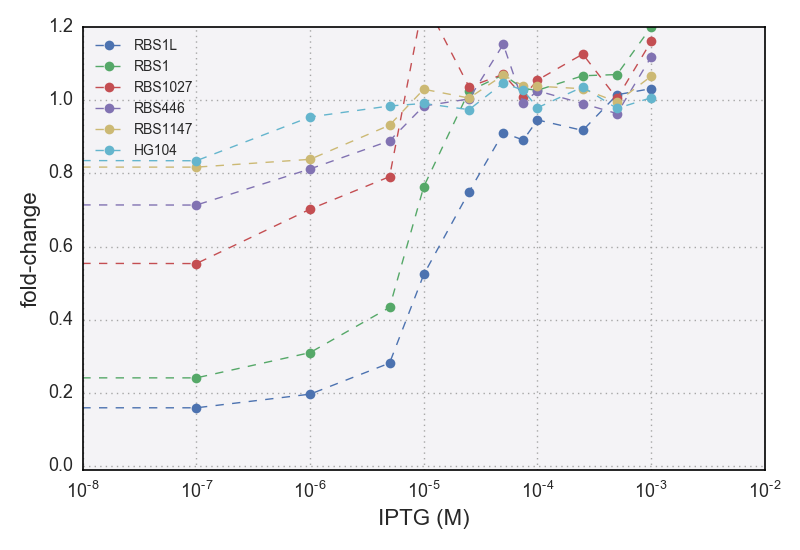 1.2
1.0
0.8
0.6
0.4
0.2
0.0
fold-change
RBS1L
RBS1
RBS1027
RBS446
RBS1147
HG104
10⁻⁸ 10⁻⁷ 10⁻⁶ 10⁻⁵ 10⁻⁴ 10⁻³ 10⁻²
IPTG (M)